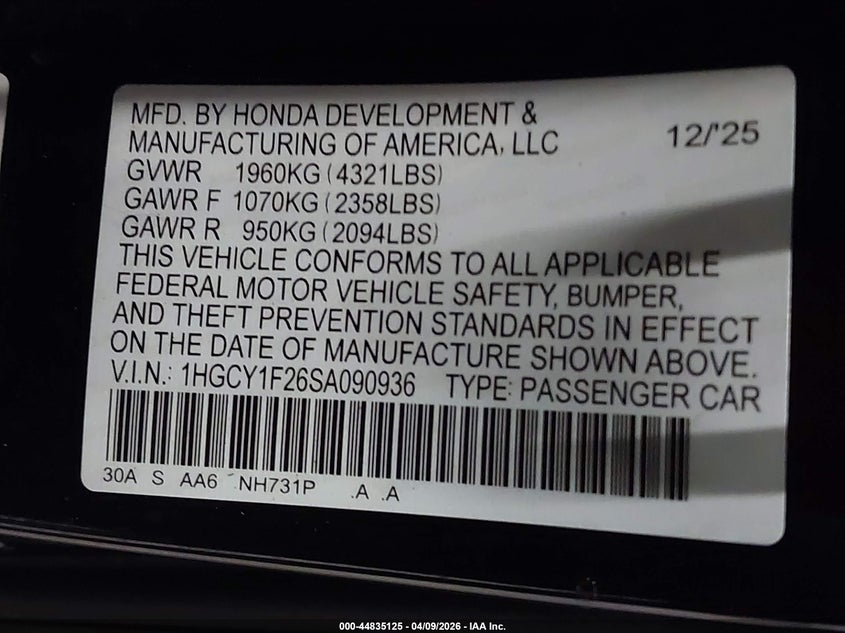 MFD. BY HONDA DEVELOPMENT &
MANUFACTURING OF AMERICA, LLC 12/'25
GVWR 1960KG (4321LBS)
GAWR F 1070KG (2358LBS)
GAWR R 950KG (2094LBS)
THIS VEHICLE CONFORMS TO ALL APPLICABLE
FEDERAL MOTOR VEHICLE SAFETY, BUMPER,
AND THEFT PREVENTION STANDARDS IN EFFECT
ON THE DATE OF MANUFACTURE SHOWN ABOVE.
V.I.N.: 1HGCY1F26SA090936 TYPE: PASSENGER CAR
30A S AA6 NH731P .A .A
000-44835125 - 04/09/2026 - IAA Inc.